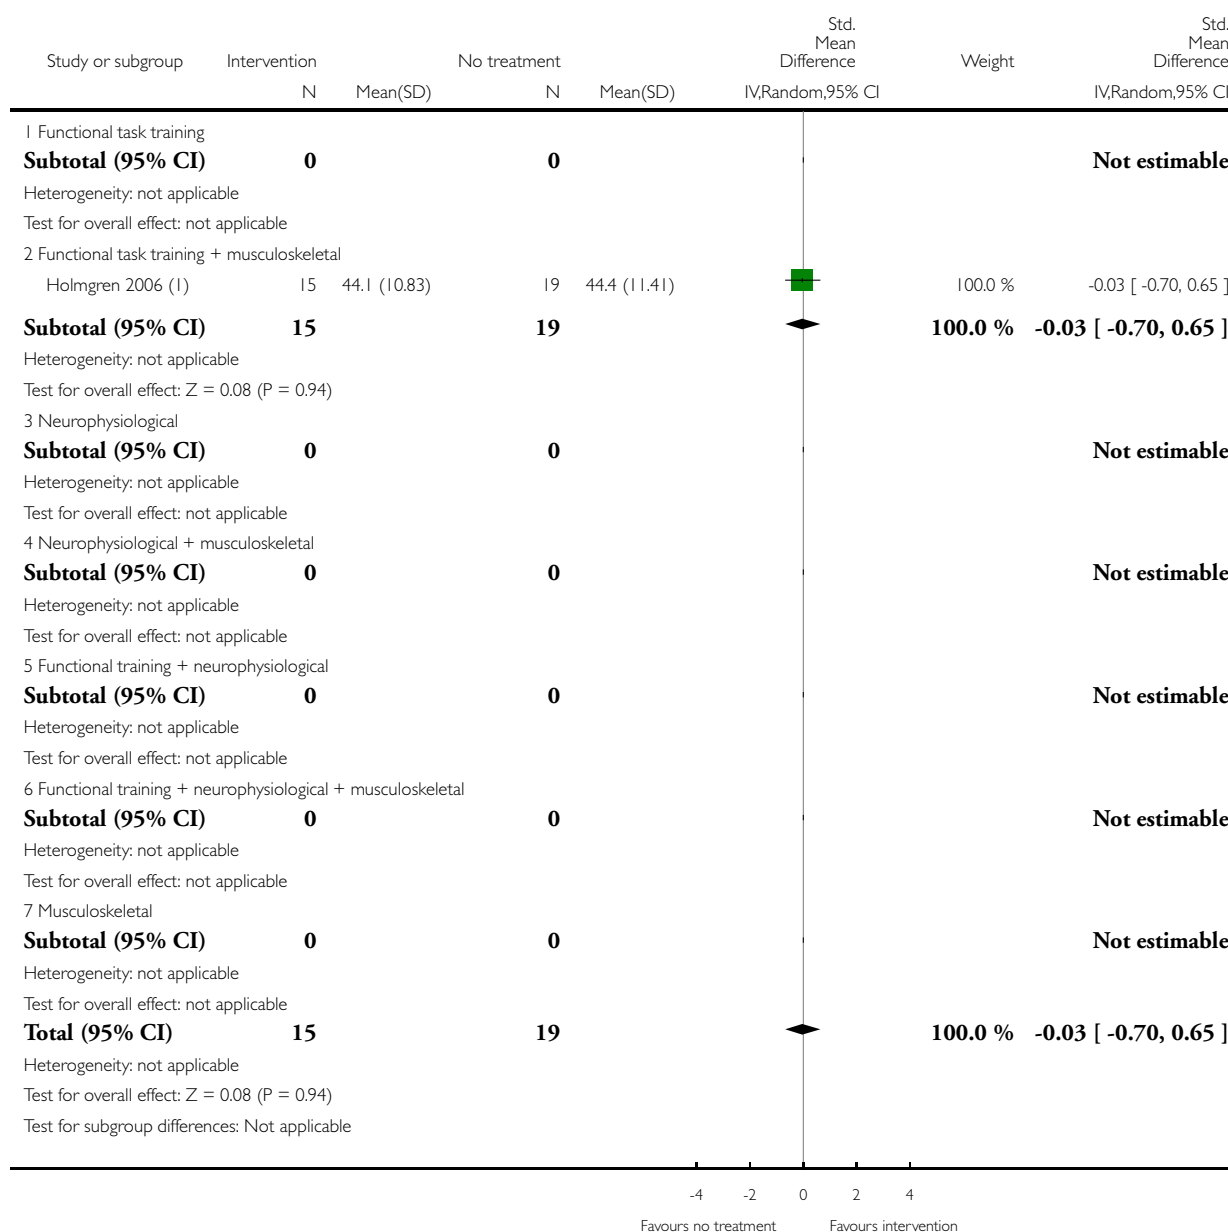 Std. Mean Difference Std. Mean Difference
Study or subgroup Intervention No treatment Weight
N Mean(SD) N Mean(SD) IV,Random,95% CI IV,Random,95% CI
1 Functional task training
Subtotal (95% CI) 0 0 Not estimable
Heterogeneity: not applicable
Test for overall effect: not applicable
2 Functional task training + musculoskeletal
Holmgren 2006 (1) 15 44.1 (10.83) 19 44.4 (11.41) 100.0 % -0.03 [ -0.70, 0.65 ]
Subtotal (95% CI) 15 19 100.0 % -0.03 [ -0.70, 0.65 ]
Heterogeneity: not applicable
Test for overall effect: Z = 0.08 (P = 0.94)
3 Neurophysiological
Subtotal (95% CI) 0 0 Not estimable
Heterogeneity: not applicable
Test for overall effect: not applicable
4 Neurophysiological + musculoskeletal
Subtotal (95% CI) 0 0 Not estimable
Heterogeneity: not applicable
Test for overall effect: not applicable
5 Functional training + neurophysiological
Subtotal (95% CI) 0 0 Not estimable
Heterogeneity: not applicable
Test for overall effect: not applicable
6 Functional training + neurophysiological + musculoskeletal
Subtotal (95% CI) 0 0 Not estimable
Heterogeneity: not applicable
Test for overall effect: not applicable
7 Musculoskeletal
Subtotal (95% CI) 0 0 Not estimable
Heterogeneity: not applicable
Test for overall effect: not applicable
Total (95% CI) 15 19 100.0 % -0.03 [ -0.70, 0.65 ]
Heterogeneity: not applicable
Test for overall effect: Z = 0.08 (P = 0.94)
Test for subgroup differences: Not applicable
-4 -2 0 2 4
Favours no treatment Favours intervention